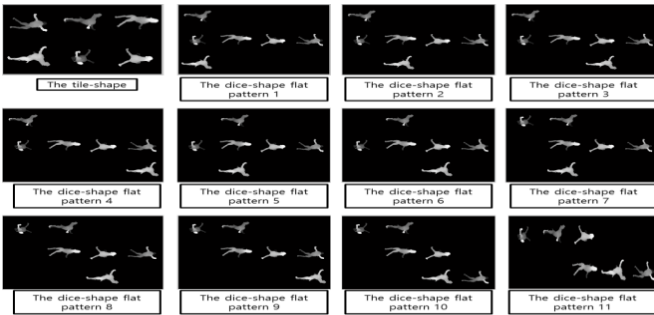 The tile-shape
The dice-shape flat
pattern 1
The dice-shape flat
pattern 2
The dice-shape flat
pattern 3
The dice-shape flat
pattern 4
The dice-shape flat
pattern 5
The dice-shape flat
pattern 6
The dice-shape flat
pattern 7
The dice-shape flat
pattern 8
The dice-shape flat
pattern 9
The dice-shape flat
pattern 10
The dice-shape flat
pattern 11